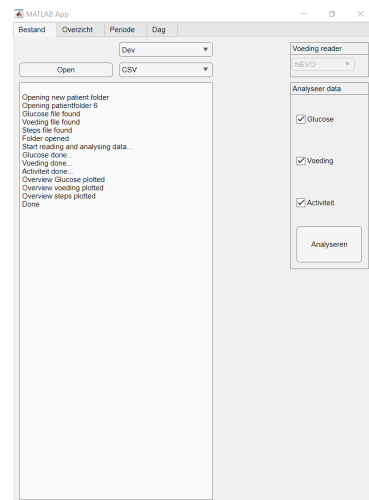 MATLAB App
Bestand Overzicht Periode Dag
Dev
Open CSV
Opening new patient folder
Opening patientfolder 6
Glucose file found
Voeding file found
Steps file found
Folder opened
Start reading and analysing data...
Glucose done...
Voeding done...
Activiteit done...
Overview Glucose plotted
Overview voeding plotted
Overview steps plotted
Done
Voeding reader
NEVO
Analyseer data
Glucose
Voeding
Activiteit
Analyseren